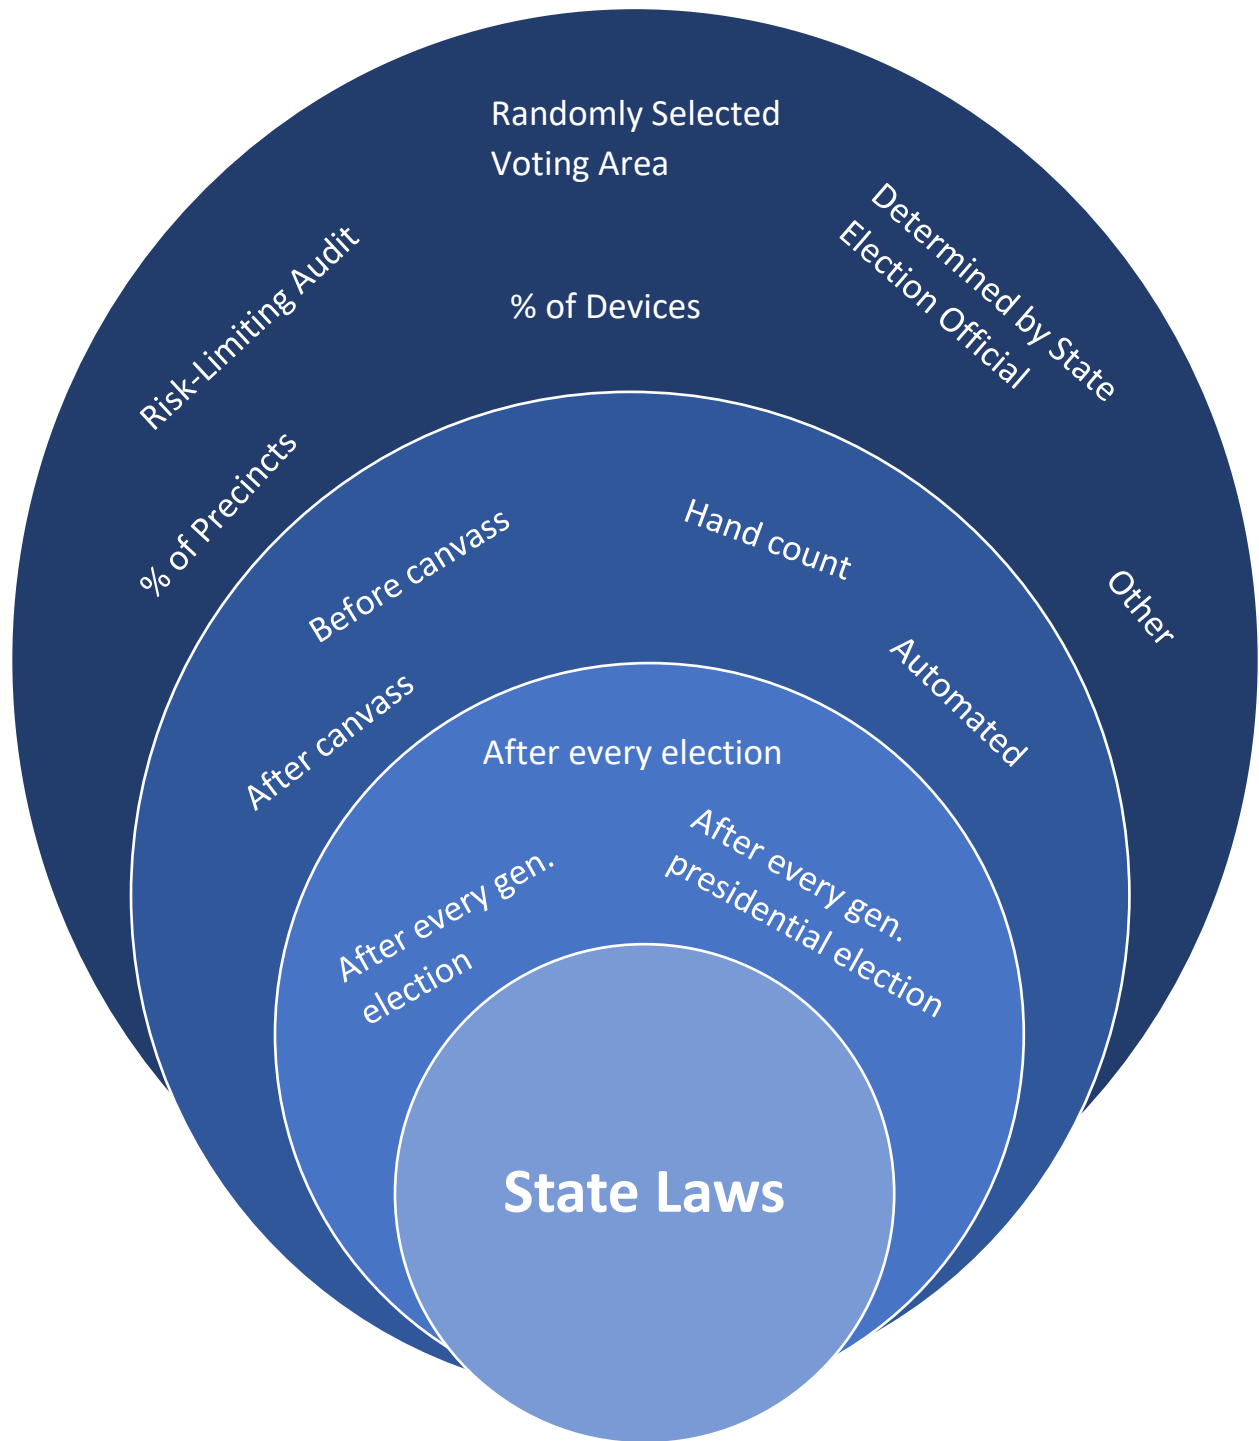 Randomly Selected
Voting Area
Determined by State
Election Official
Risk-Limiting Audit
% of Devices
% of Precincts
Other
Before canvass
Hand count
After canvass
Automated
After every election
After every gen.
election
After every gen.
presidential election
State Laws